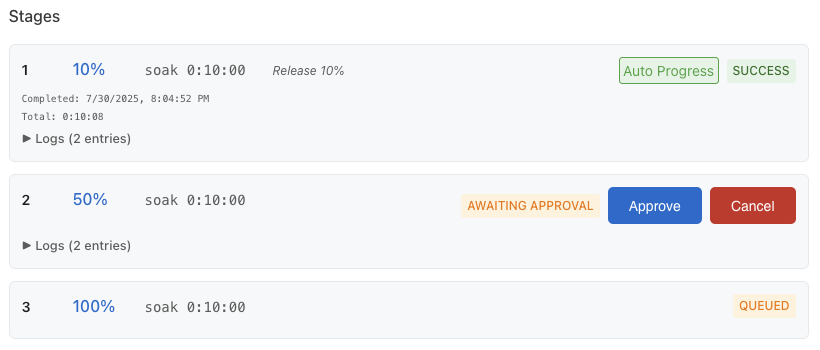 Stages
1 10% soak 0:10:00 Release 10% Auto Progress SUCCESS
Completed: 7/30/2025, 8:04:52 PM
Total: 0:10:08
▶ Logs (2 entries)
2 50% soak 0:10:00 AWAITING APPROVAL Approve Cancel
▶ Logs (2 entries)
3 100% soak 0:10:00 QUEUED